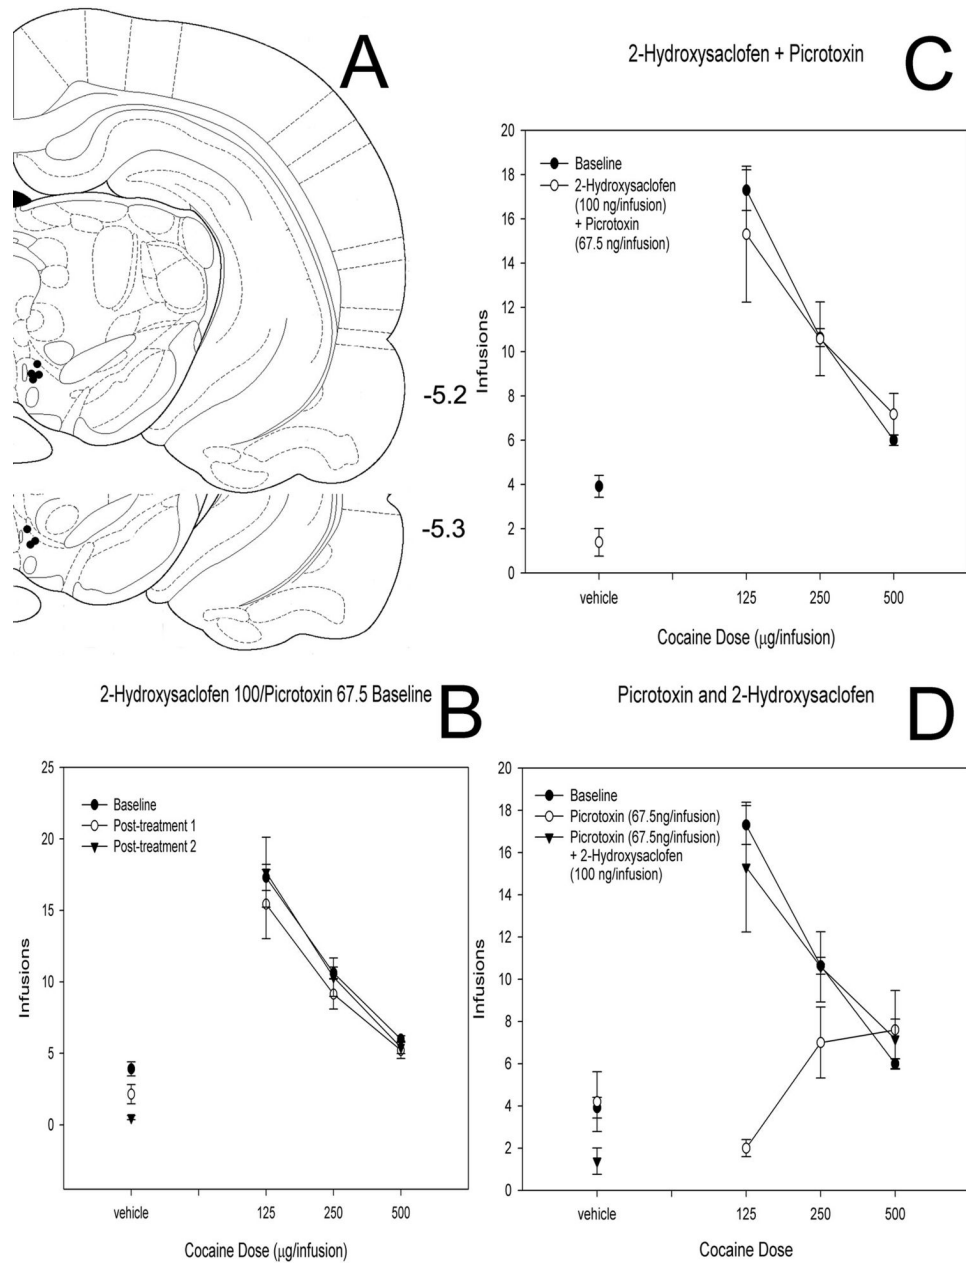 A
-5.2
-5.3
C
2-Hydroxysaclofen + Picrotoxin
20
18
16
14
12
10
8
6
4
2
0
Infusions
Baseline
2-Hydroxysaclofen
(100 ng/infusion)
+ Picrotoxin
(67.5 ng/infusion)
vehicle
125
250
500
Cocaine Dose (μg/infusion)
2-Hydroxysaclofen 100/Picrotoxin 67.5 Baseline
B
25
20
15
10
5
0
Infusions
Baseline
Post-treatment 1
Post-treatment 2
vehicle
125
250
500
Cocaine Dose (μg/infusion)
Picrotoxin and 2-Hydroxysaclofen
D
20
18
16
14
12
10
8
6
4
2
0
Infusions
Baseline
Picrotoxin (67.5ng/infusion)
Picrotoxin (67.5ng/infusion)
+ 2-Hydroxysaclofen
(100 ng/infusion)
vehicle
125
250
500
Cocaine Dose